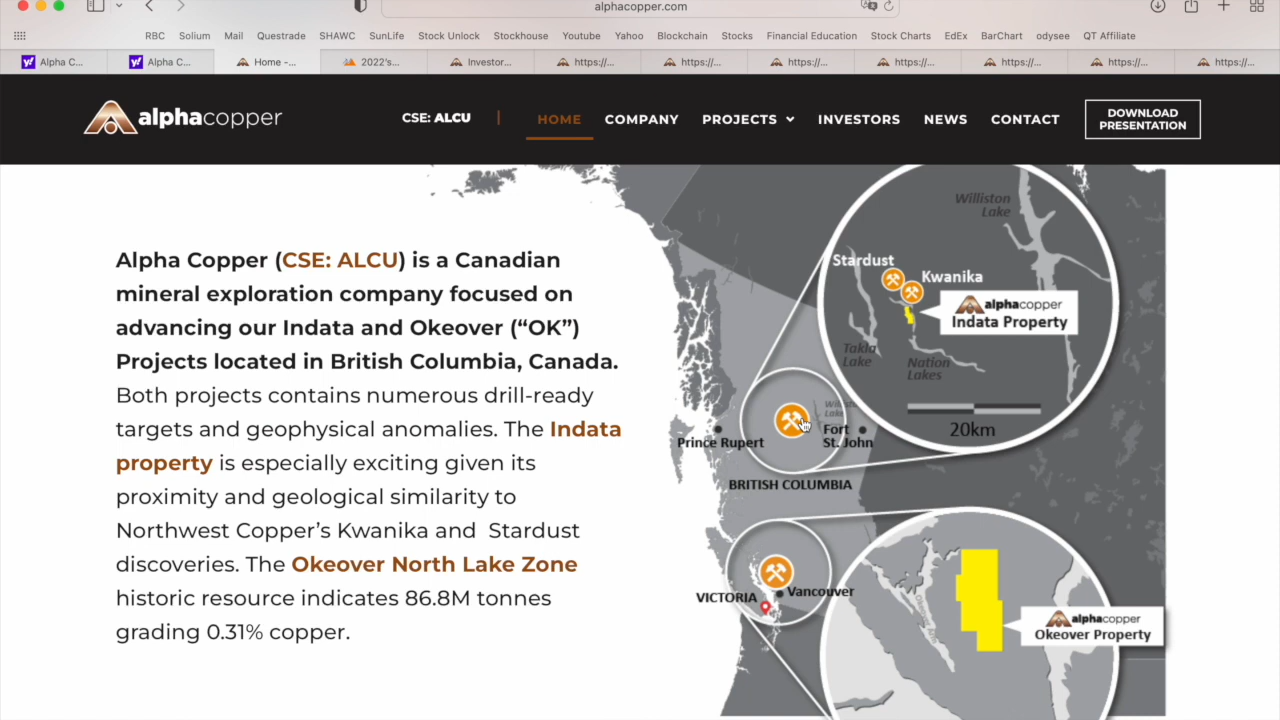 alphacopper.com
RBC Solium Mail Questrade SHAWC SunLife Stock Unlock Stockhouse Youtube Yahoo Blockchain Stocks Financial Education Stock Charts EdEx BarChart odysee QT Affiliate
Alpha C... Alpha C... Home -... 2022's... Investor... https://... https://... https://... https://... https://... https://... https://...
alphacopper
CSE: ALCU | HOME COMPANY PROJECTS INVESTORS NEWS CONTACT
DOWNLOAD
PRESENTATION
Alpha Copper (CSE: ALCU) is a Canadian
mineral exploration company focused on
advancing our Indata and Okeover (“OK”)
Projects located in British Columbia, Canada.
Both projects contains numerous drill-ready
targets and geophysical anomalies. The Indata
property is especially exciting given its
proximity and geological similarity to
Northwest Copper’s Kwanika and Stardust
discoveries. The Okeover North Lake Zone
historic resource indicates 86.8M tonnes
grading 0.31% copper.
Williston
Lake
Stardust
Kwanika
alphacopper
Indata Property
Takla
Lake
Nation
Lakes
20km
Prince Rupert
Fort
St. John
BRITISH COLUMBIA
VICTORIA
Vancouver
alphacopper
Okeover Property